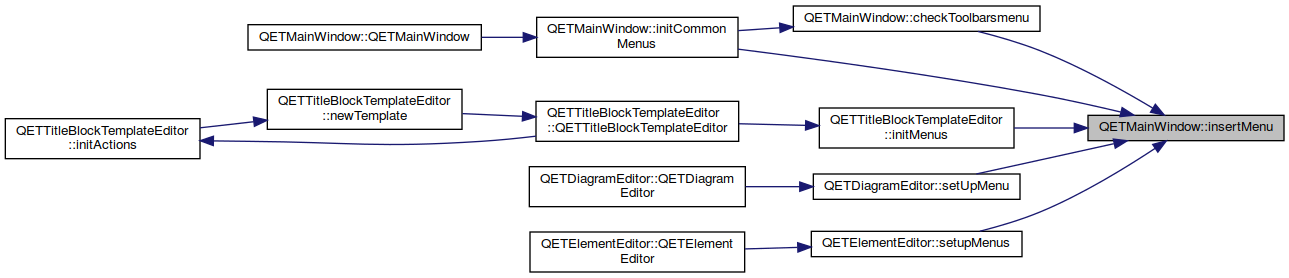 QETMainWindow::checkToolbarsmenu
QETMainWindow::initCommon
Menus
QETMainWindow::QETMainWindow
QETTitleBlockTemplateEditor
::newTemplate
QETTitleBlockTemplateEditor
::QETTitleBlockTemplateEditor
QETTitleBlockTemplateEditor
::initMenus
QETMainWindow::insertMenu
QETTitleBlockTemplateEditor
::initActions
QETDiagramEditor::QETDiagram
Editor
QETDiagramEditor::setUpMenu
QETElementEditor::QETElement
Editor
QETElementEditor::setupMenus